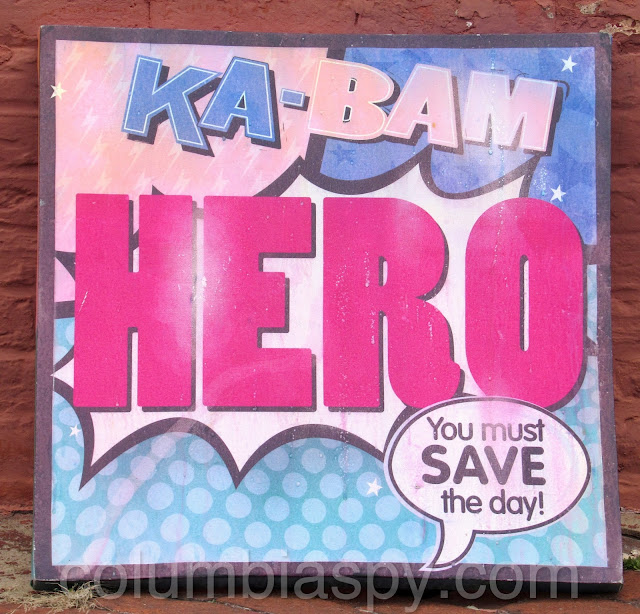 KA-BAM
HERO
You must
SAVE
the day!
columbiaspy.com